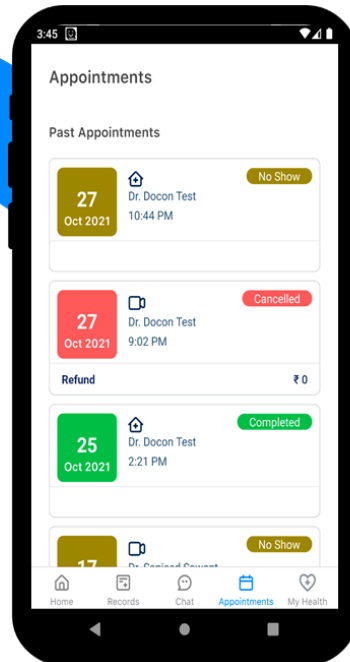 3:45
Appointments
Past Appointments
27
Oct 2021
No Show
Dr. Docon Test
10:44 PM
27
Oct 2021
Cancelled
Dr. Docon Test
9:02 PM
Refund
₹ 0
25
Oct 2021
Completed
Dr. Docon Test
2:21 PM
17
No Show
Home
Records
Chat
Appointments
My Health